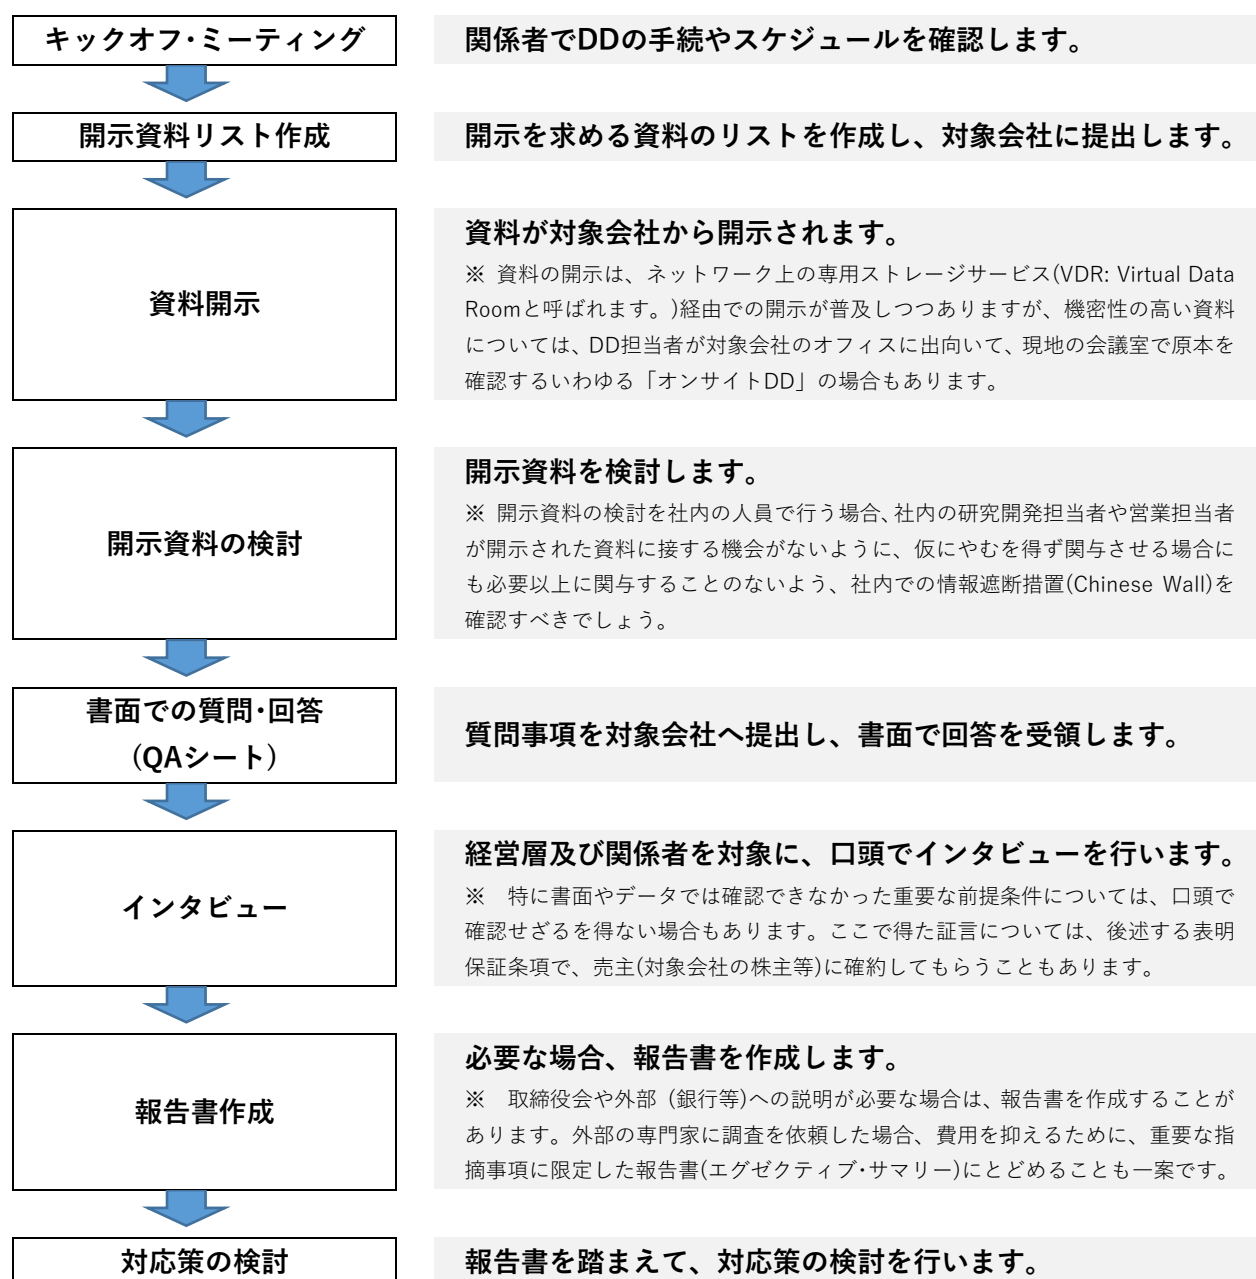 キックオフ･ミーティング
関係者でDDの手続やスケジュールを確認します。
開示資料リスト作成
開示を求める資料のリストを作成し、対象会社に提出します。
資料開示
資料が対象会社から開示されます。
※ 資料の開示は、ネットワーク上の専用ストレージサービス(VDR: Virtual Data
Roomと呼ばれます。)経由での開示が普及しつつありますが、機密性の高い資料
については、DD担当者が対象会社のオフィスに出向いて、現地の会議室で原本を
確認するいわゆる「オンサイトDD」の場合もあります。
開示資料の検討
開示資料を検討します。
※ 開示資料の検討を社内の人員で行う場合、社内の研究開発担当者や営業担当者
が開示された資料に接する機会がないように、仮にやむを得ず関与させる場合に
も必要以上に関与することのないよう、社内での情報遮断措置(Chinese Wall)を
確認すべきでしょう。
書面での質問･回答
(QAシート)
質問事項を対象会社へ提出し、書面で回答を受領します。
インタビュー
経営層及び関係者を対象に、口頭でインタビューを行います。
※ 特に書面やデータでは確認できなかった重要な前提条件については、口頭で
確認せざるを得ない場合もあります。ここで得た証言については、後述する表明
保証条項で、売主(対象会社の株主等)に確約してもらうこともあります。
報告書作成
必要な場合、報告書を作成します。
※ 取締役会や外部 (銀行等)への説明が必要な場合は、報告書を作成することが
あります。外部の専門家に調査を依頼した場合、費用を抑えるために、重要な指
摘事項に限定した報告書(エグゼクティブ･サマリー)にとどめることも一案です。
対応策の検討
報告書を踏まえて、対応策の検討を行います。